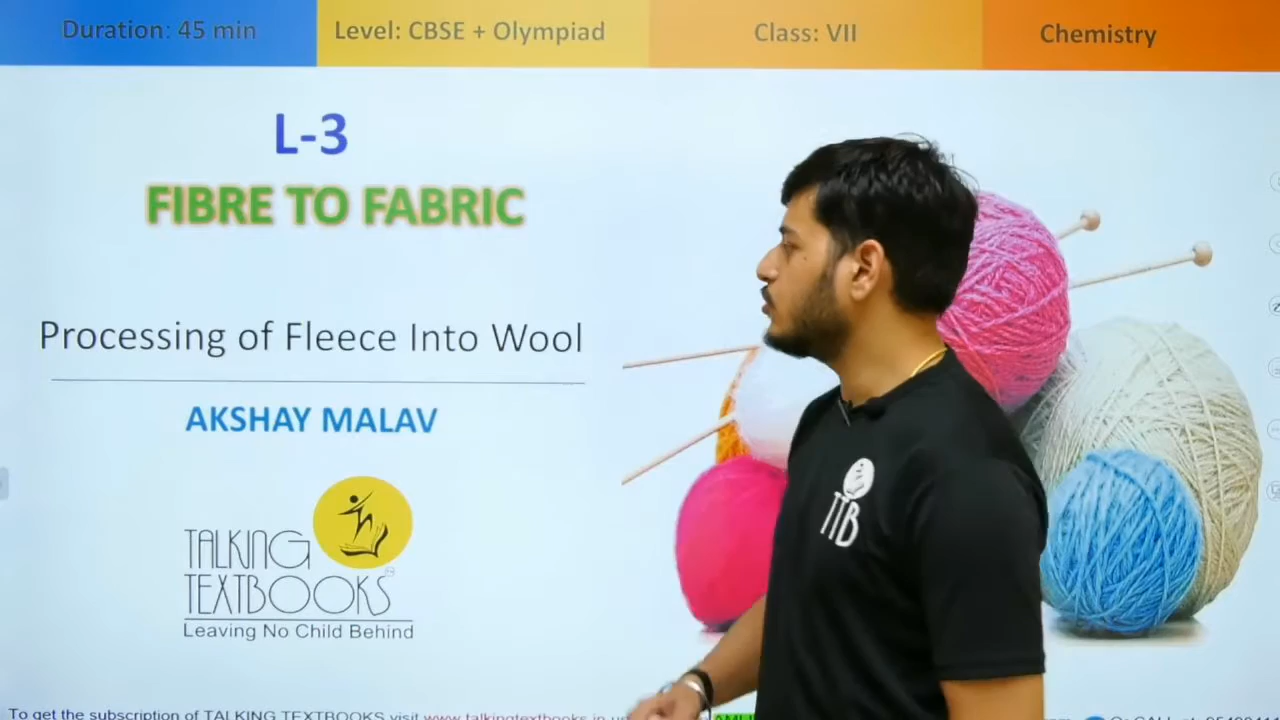 Duration: 45 min
Level: CBSE + Olympiad
Class: VII
Chemistry
L-3
FIBRE TO FABRIC
Processing of Fleece Into Wool
AKSHAY MALAV
TALKING
TEXTBOOKS
Leaving No Child Behind
TTB
To get the subscription of TALKING TEXTBOOKS visit www.talkingtextbooks.in